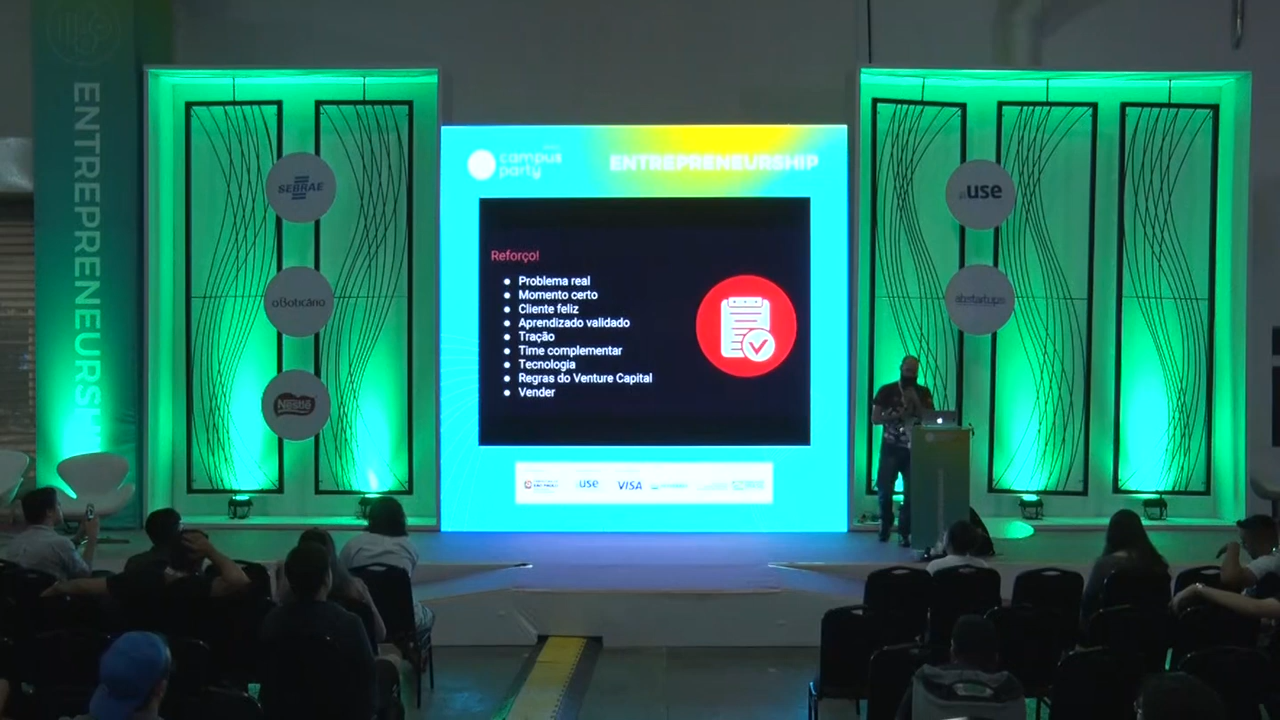 ENTREPRENEURSHIP
SEBRAE
oBoticário
Nestlé
campus
party
ENTREPRENEURSHIP
Reforço!
● Problema real
● Momento certo
● Cliente feliz
● Aprendizado validado
● Tração
● Time complementar
● Tecnologia
● Regras do Venture Capital
● Vender
use
VISA
use
abstartups